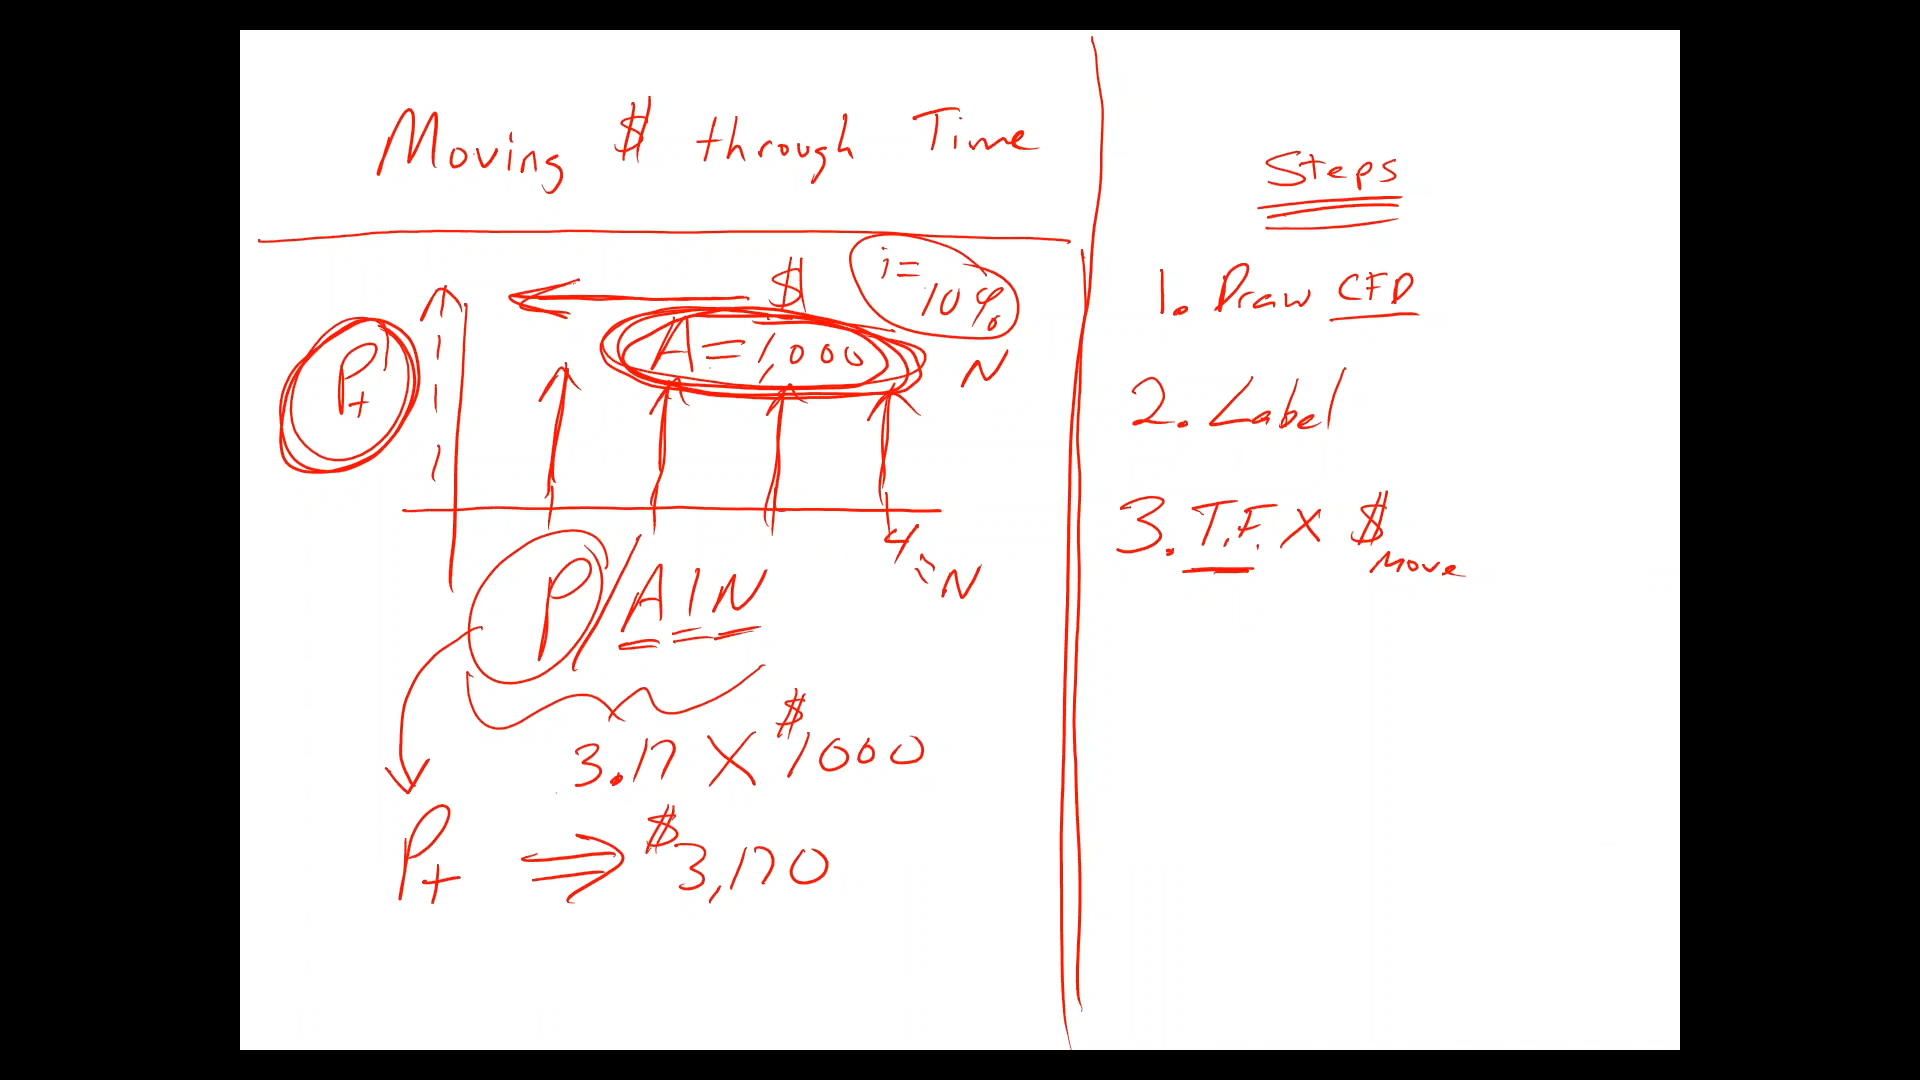 Moving $ through Time
$
i=
10%
A=1,000
N
P+
4
=N
P/AIN
3.17 X $1000
P+ ⇒ $3,170
Steps
1. Draw CFD
2. Label
3. T.F. X $move